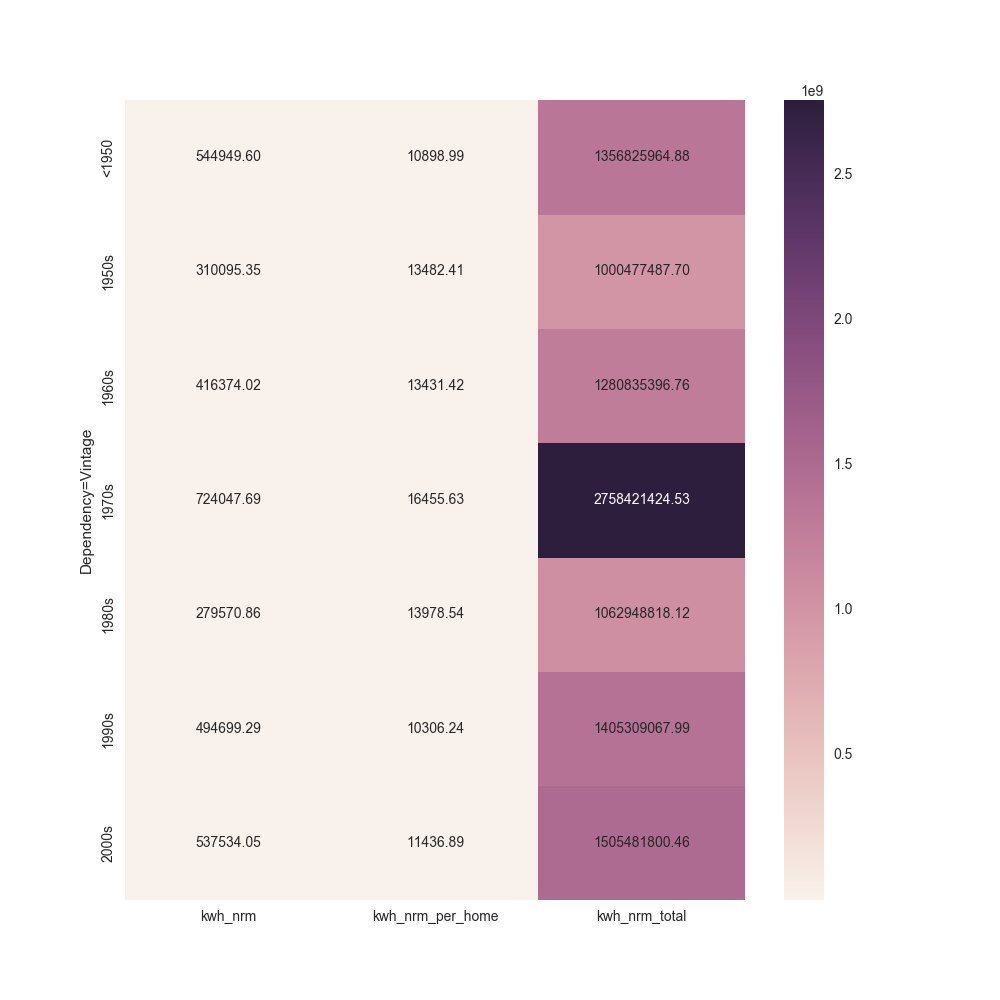 1e9
<1950 544949.60 10898.99 1356825964.88
2.5
1950s 310095.35 13482.41 1000477487.70
2.0
1960s 416374.02 13431.42 1280835396.76
1.5
Dependency=Vintage
1970s 724047.69 16455.63 2758421424.53
1.0
1980s 279570.86 13978.54 1062948818.12
1990s 494699.29 10306.24 1405309067.99
0.5
2000s 537534.05 11436.89 1505481800.46
kwh_nrm kwh_nrm_per_home kwh_nrm_total